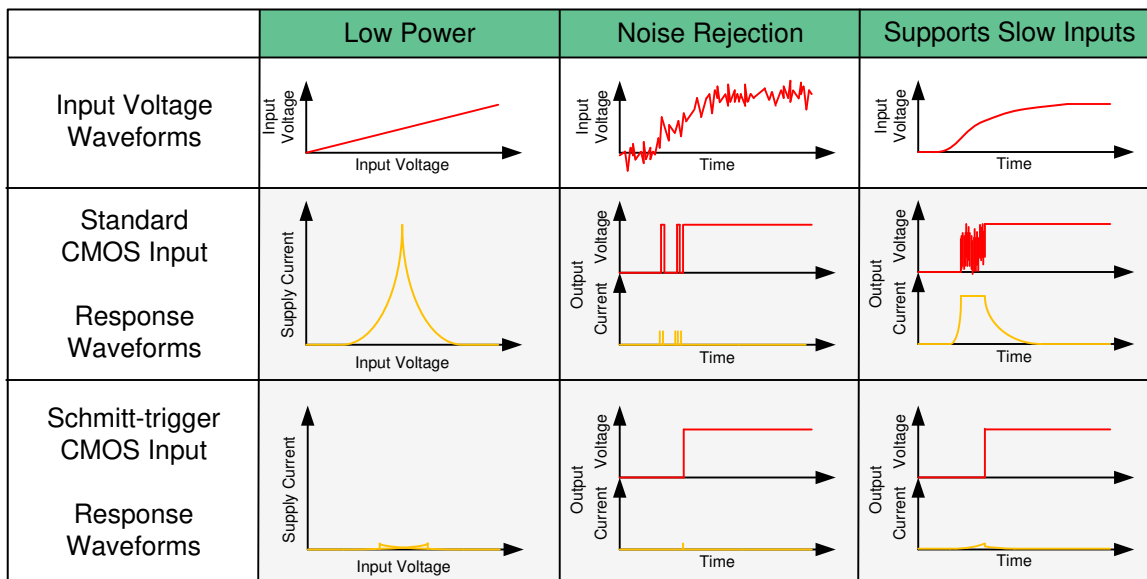 Low Power
Noise Rejection
Supports Slow Inputs
Input Voltage
Waveforms
Input
Voltage
Input Voltage
Input
Voltage
Time
Input
Voltage
Time
Standard
CMOS Input
Response
Waveforms
Supply Current
Input Voltage
Output
Voltage
Current
Time
Output
Voltage
Current
Time
Schmitt-trigger
CMOS Input
Response
Waveforms
Supply Current
Input Voltage
Output
Voltage
Current
Time
Output
Voltage
Current
Time